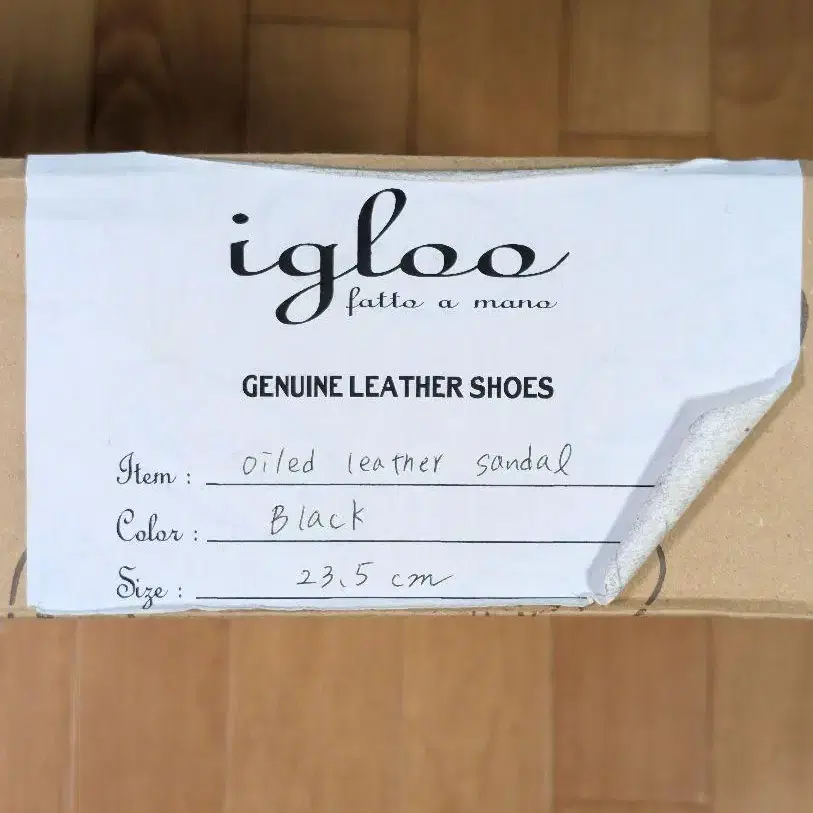 igloo
fatto a mano
GENUINE LEATHER SHOES
Item : oiled leather sandal
Color : Black
Size : 23.5 cm